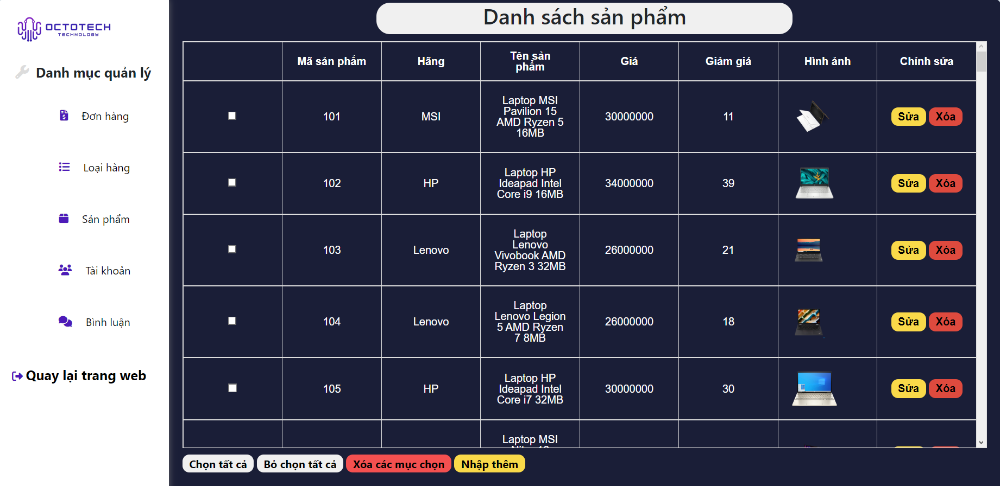 OCTOTECH
TECHNOLOGY
Danh mục quản lý
Đơn hàng
Loại hàng
Sản phẩm
Tài khoản
Bình luận
Quay lại trang web
Danh sách sản phẩm
Mã sản phẩm
Hãng
Tên sản
phẩm
Giá
Giảm giá
Hình ảnh
Chỉnh sửa
101
MSI
Laptop MSI
Pavilion 15
AMD Ryzen 5
16MB
30000000
11
Sửa
Xóa
102
HP
Laptop HP
Ideapad Intel
Core i9 16MB
34000000
39
Sửa
Xóa
103
Lenovo
Laptop
Lenovo
Vivobook AMD
Ryzen 3 32MB
26000000
21
Sửa
Xóa
104
Lenovo
Laptop
Lenovo Legion
5 AMD Ryzen
7 8MB
26000000
18
Sửa
Xóa
105
HP
Laptop HP
Ideapad Intel
Core i7 32MB
30000000
30
Sửa
Xóa
Laptop MSI
Chọn tất cả
Bỏ chọn tất cả
Xóa các mục chọn
Nhập thêm